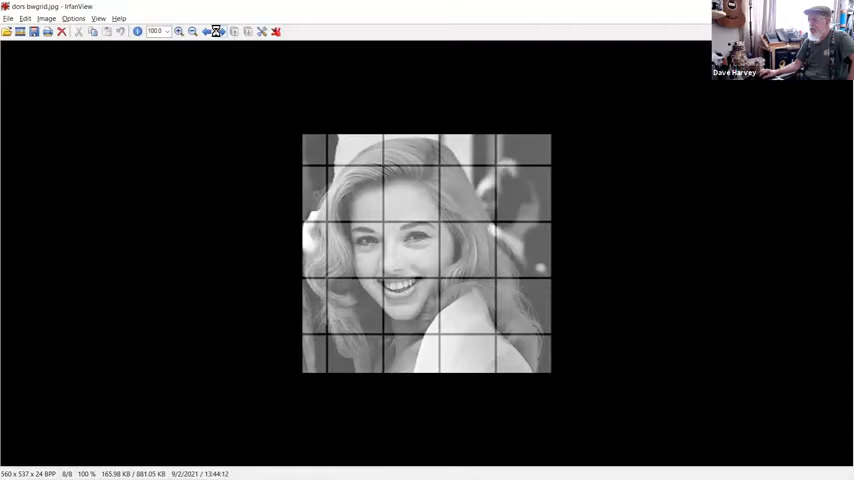 dors bwgrid.jpg - IrfanView
File Edit Image Options View Help
100.0
Dave Harvey
560 x 537 x 24 BPP 8/8 100 % 165.98 KB / 881.05 KB 9/2/2021 / 13:44:12